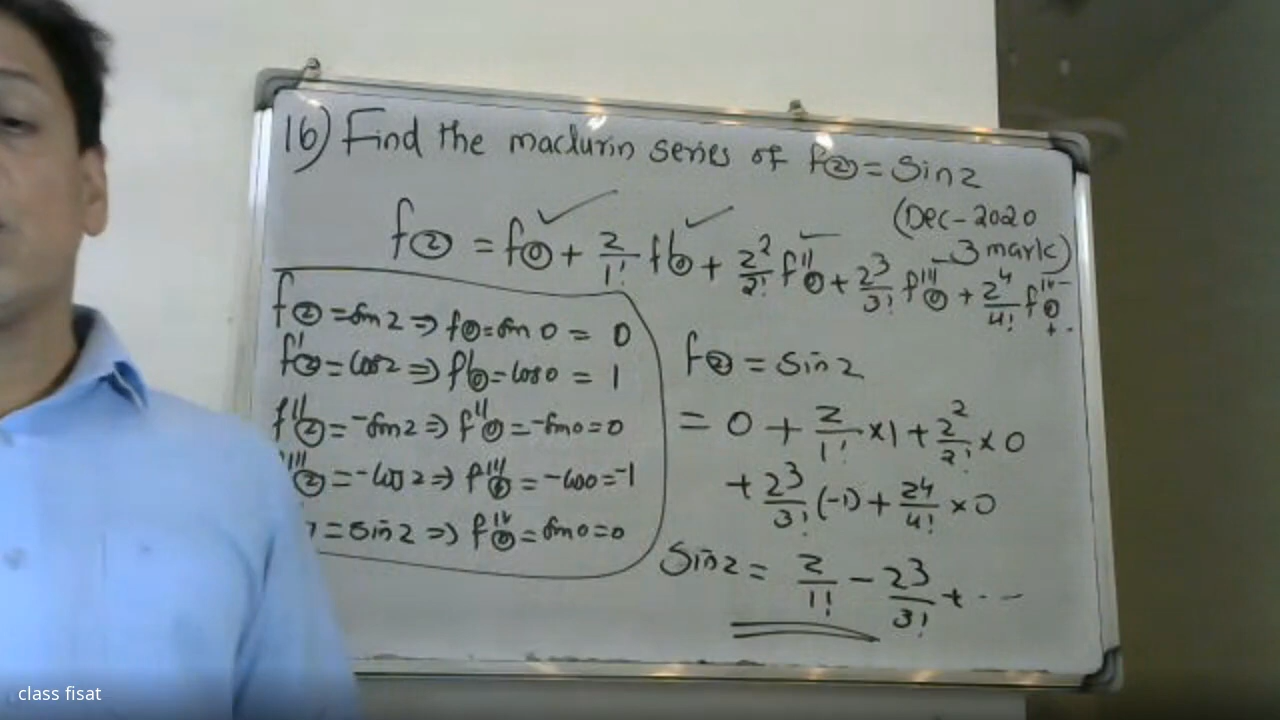 16) Find the maclurin series of f(z) = Sin z
(Dec-2020
3 mark)
f(z) = f(0) + z/1! f'(0) + z²/2! f''(0) + z³/3! f'''(0) + z⁴/4! f^iv(0) + ..
f(z) = sin z ⇒ f(0) = sin 0 = 0
f'(z) = cos z ⇒ f'(0) = cos 0 = 1
f''(z) = -sin z ⇒ f''(0) = -sin 0 = 0
'''(z) = -cos z ⇒ f'''(0) = -cos 0 = -1
= sin z ⇒ f^iv(0) = sin 0 = 0
f(z) = sin z
= 0 + z/1! × 1 + z²/2! × 0
+ z³/3! (-1) + z⁴/4! × 0
Sin z = z/1! - z³/3! + ...
class fisat